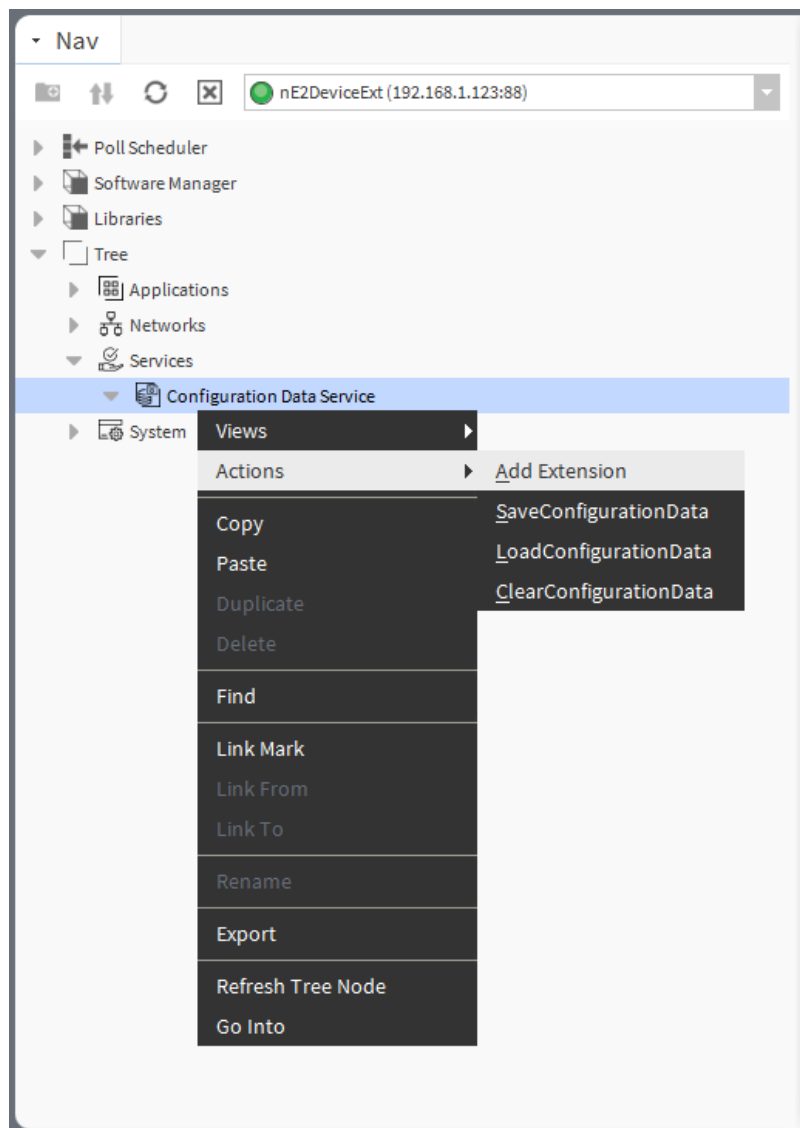 Nav
nE2DeviceExt (192.168.1.123:88)
Poll Scheduler
Software Manager
Libraries
Tree
Applications
Networks
Services
Configuration Data Service
System
Views
Actions
Copy
Paste
Duplicate
Delete
Find
Link Mark
Link From
Link To
Rename
Export
Refresh Tree Node
Go Into
Add Extension
SaveConfigurationData
LoadConfigurationData
ClearConfigurationData